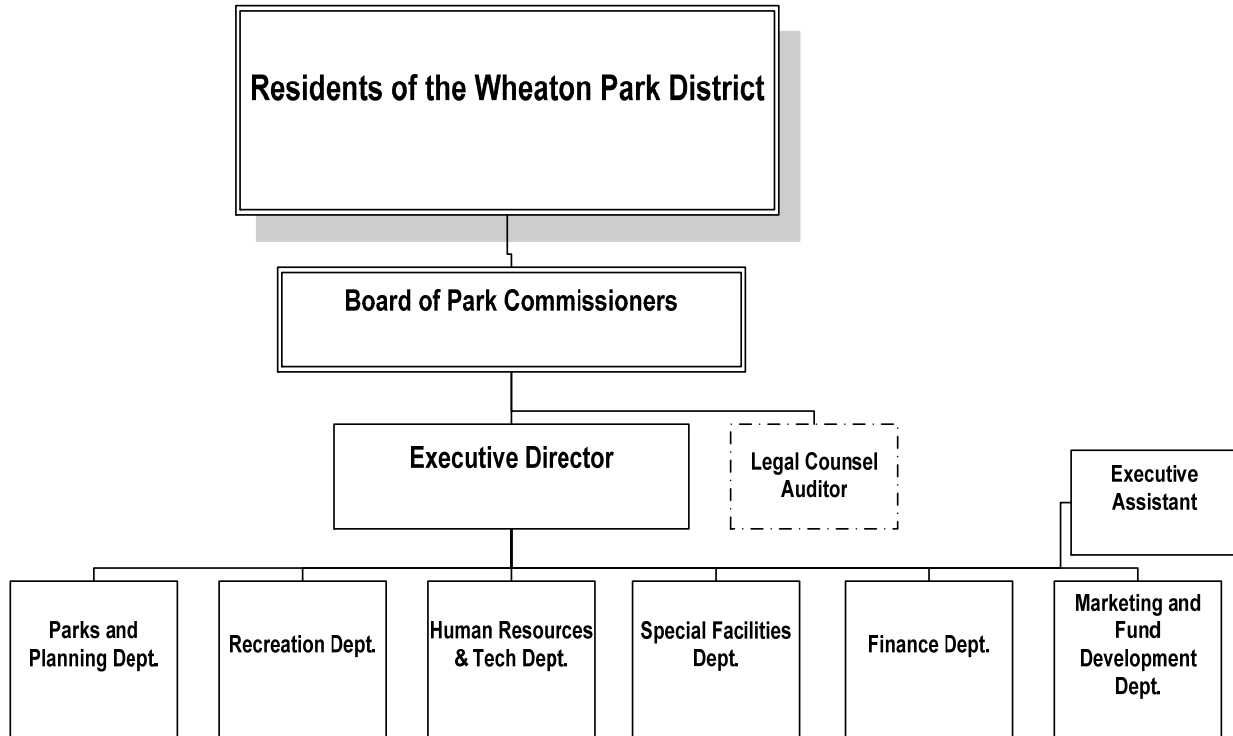 Residents of the Wheaton Park District
Board of Park Commissioners
Executive Director
Legal Counsel
Auditor
Executive
Assistant
Parks and
Planning Dept.
Recreation Dept.
Human Resources
& Tech Dept.
Special Facilities
Dept.
Finance Dept.
Marketing and
Fund
Development
Dept.